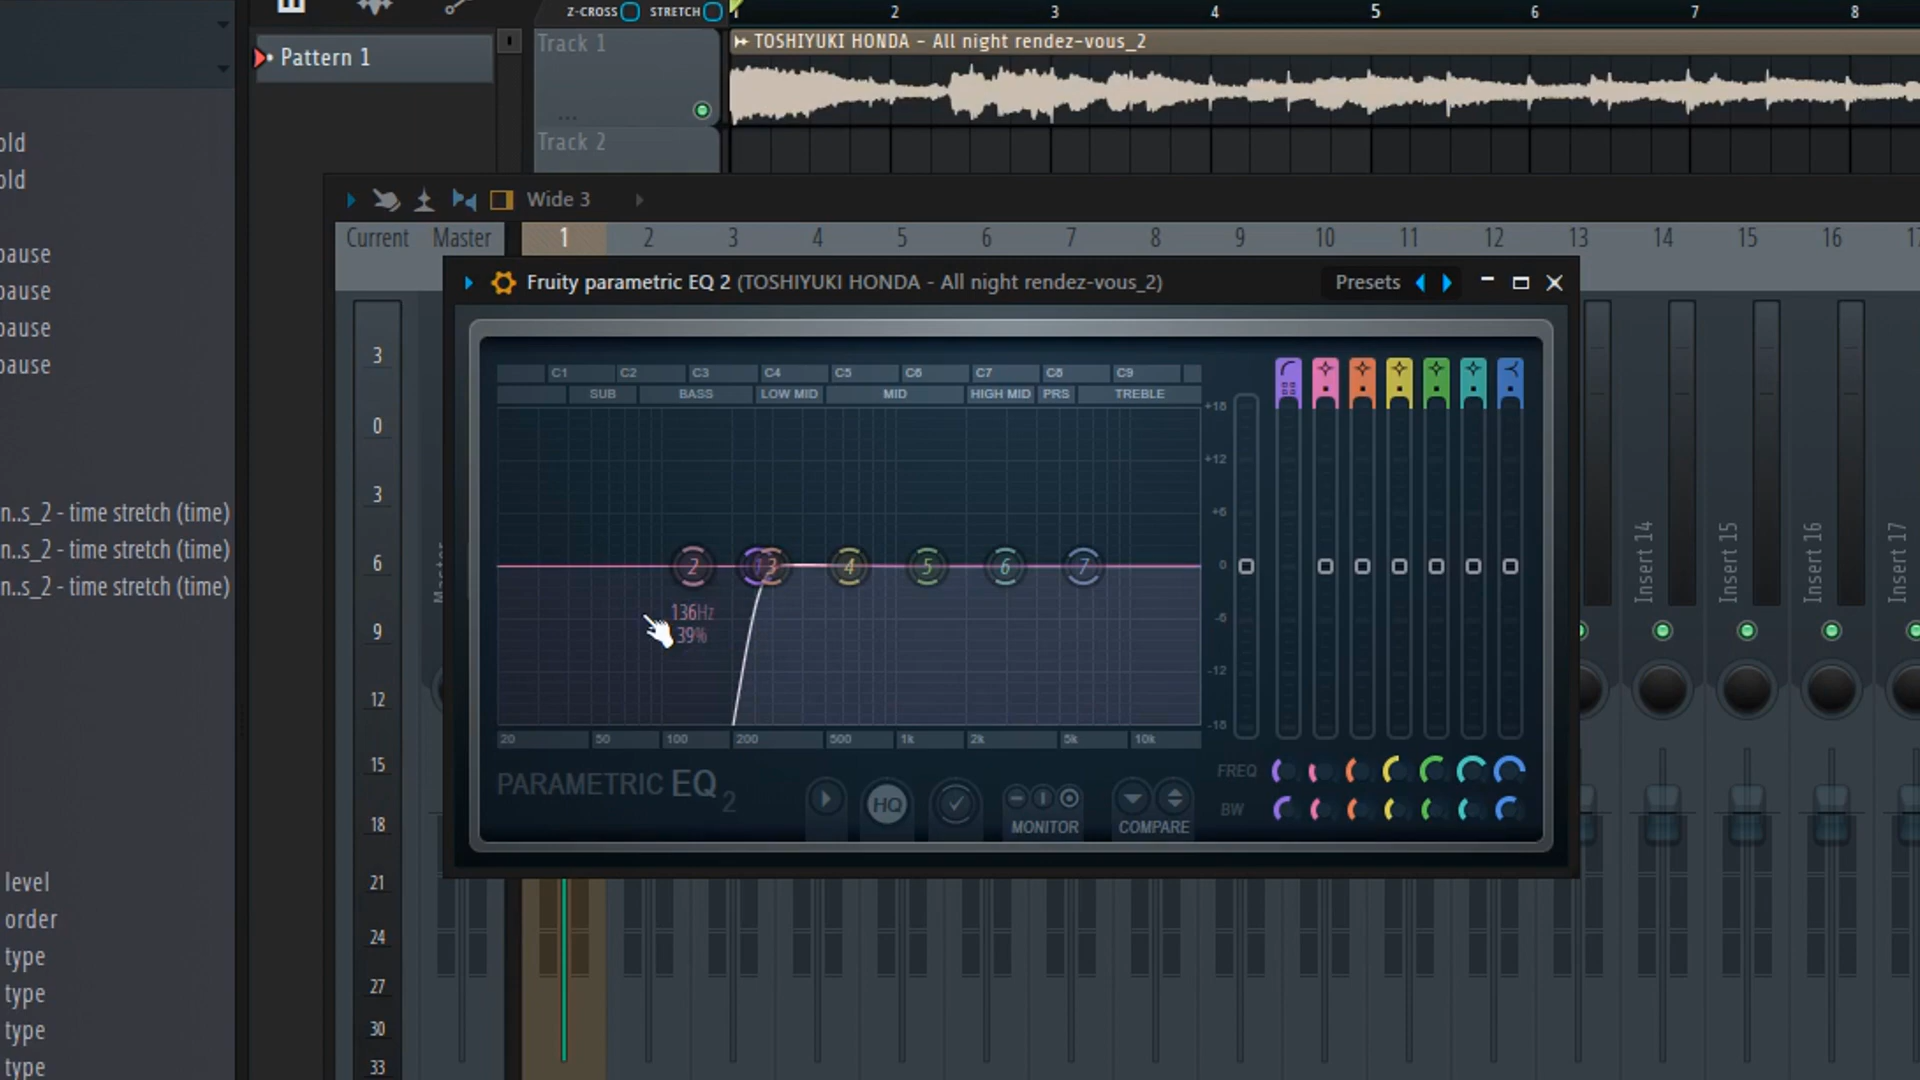 Z-CROSS STRETCH 1 2 3 4 5 6 7 8
Pattern 1
Track 1
TOSHIYUKI HONDA - All night rendez-vous_2
...
Track 2
old
old
pause
pause
pause
pause
n..s_2 - time stretch (time)
n..s_2 - time stretch (time)
n..s_2 - time stretch (time)
level
order
type
type
type
type
Wide 3
Current Master 1 2 3 4 5 6 7 8 9 10 11 12 13 14 15 16 17
Fruity parametric EQ 2 (TOSHIYUKI HONDA - All night rendez-vous_2) Presets
3
0
3
6
9
12
15
18
21
24
27
30
33
C1 C2 C3 C4 C5 C6 C7 C8 C9
SUB BASS LOW MID MID HIGH MID PRS TREBLE
+18
+12
+6
0
-6
-12
-18
2 3 4 5 6 7
136Hz
39%
20 50 100 200 500 1k 2k 5k 10k
PARAMETRIC EQ 2
HQ
MONITOR
COMPARE
FREQ
BW
Insert 14
Insert 15
Insert 16
Insert 17